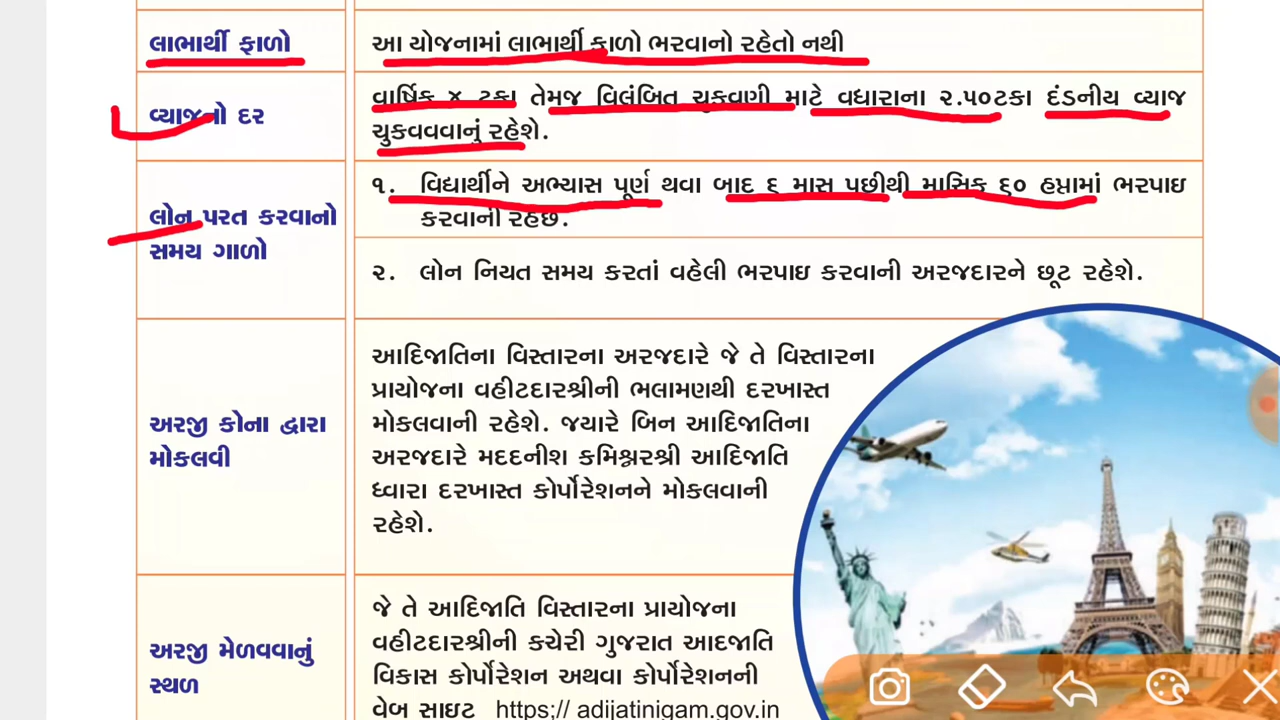 લાભાર્થી ફાળો
આ યોજનામાં લાભાર્થી ફાળો ભરવાનો રહેતો નથી
વ્યાજનો દર
વાર્ષિક ૪ ટકા તેમજ વિલંબિત ચુકવણી માટે વધારાના ૨.૫૦ટકા દંડનીય વ્યાજ
ચુકવવવાનું રહેશે.
લોન પરત કરવાનો
સમય ગાળો
૧. વિદ્યાર્થીને અભ્યાસ પૂર્ણ થવા બાદ ૬ માસ પછીથી માસિક ૬૦ હપ્તામાં ભરપાઇ
કરવાની રહેછે.
૨. લોન નિયત સમય કરતાં વહેલી ભરપાઇ કરવાની અરજદારને છૂટ રહેશે.
અરજી કોના દ્વારા
મોકલવી
આદિજાતિના વિસ્તારના અરજદારે જે તે વિસ્તારના
પ્રાયોજના વહીટદારશ્રીની ભલામણથી દરખાસ્ત
મોકલવાની રહેશે. જયારે બિન આદિજાતિના
અરજદારે મદદનીશ કમિશ્નરશ્રી આદિજાતિ
ધ્વારા દરખાસ્ત કોર્પોરેશનને મોકલવાની
રહેશે.
અરજી મેળવવાનું
સ્થળ
જે તે આદિજાતિ વિસ્તારના પ્રાયોજના
વહીટદારશ્રીની કચેરી ગુજરાત આદજાતિ
વિકાસ કોર્પોરેશન અથવા કોર્પોરેશનની
વેબ સાઇટ https;// adijatinigam.gov.in